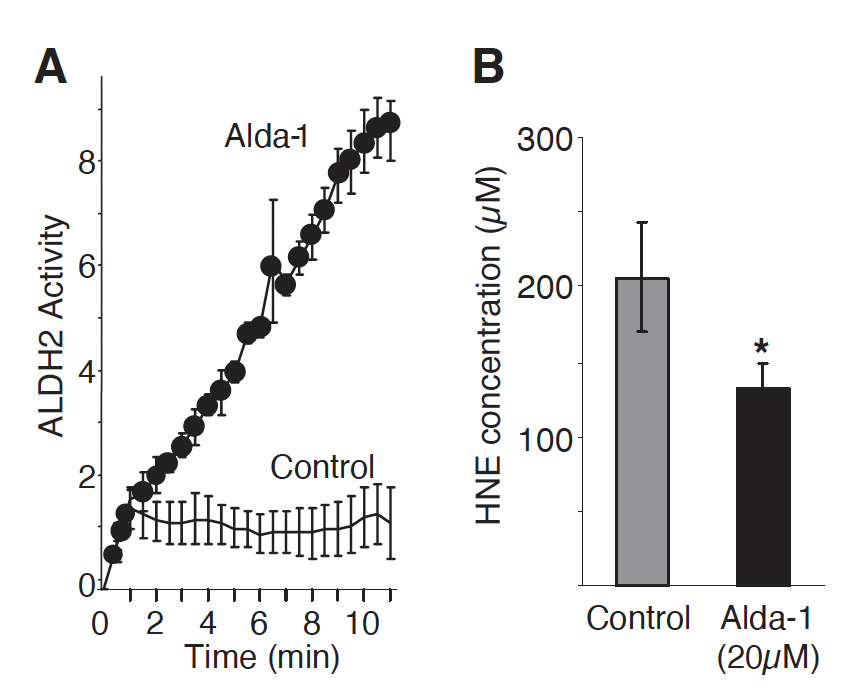 A
ALDH2 Activity
8
6
4
2
0
Alda-1
Control
0 2 4 6 8 10
Time (min)
B
HNE concentration (µM)
300
200
100
*
Control
Alda-1
(20µM)